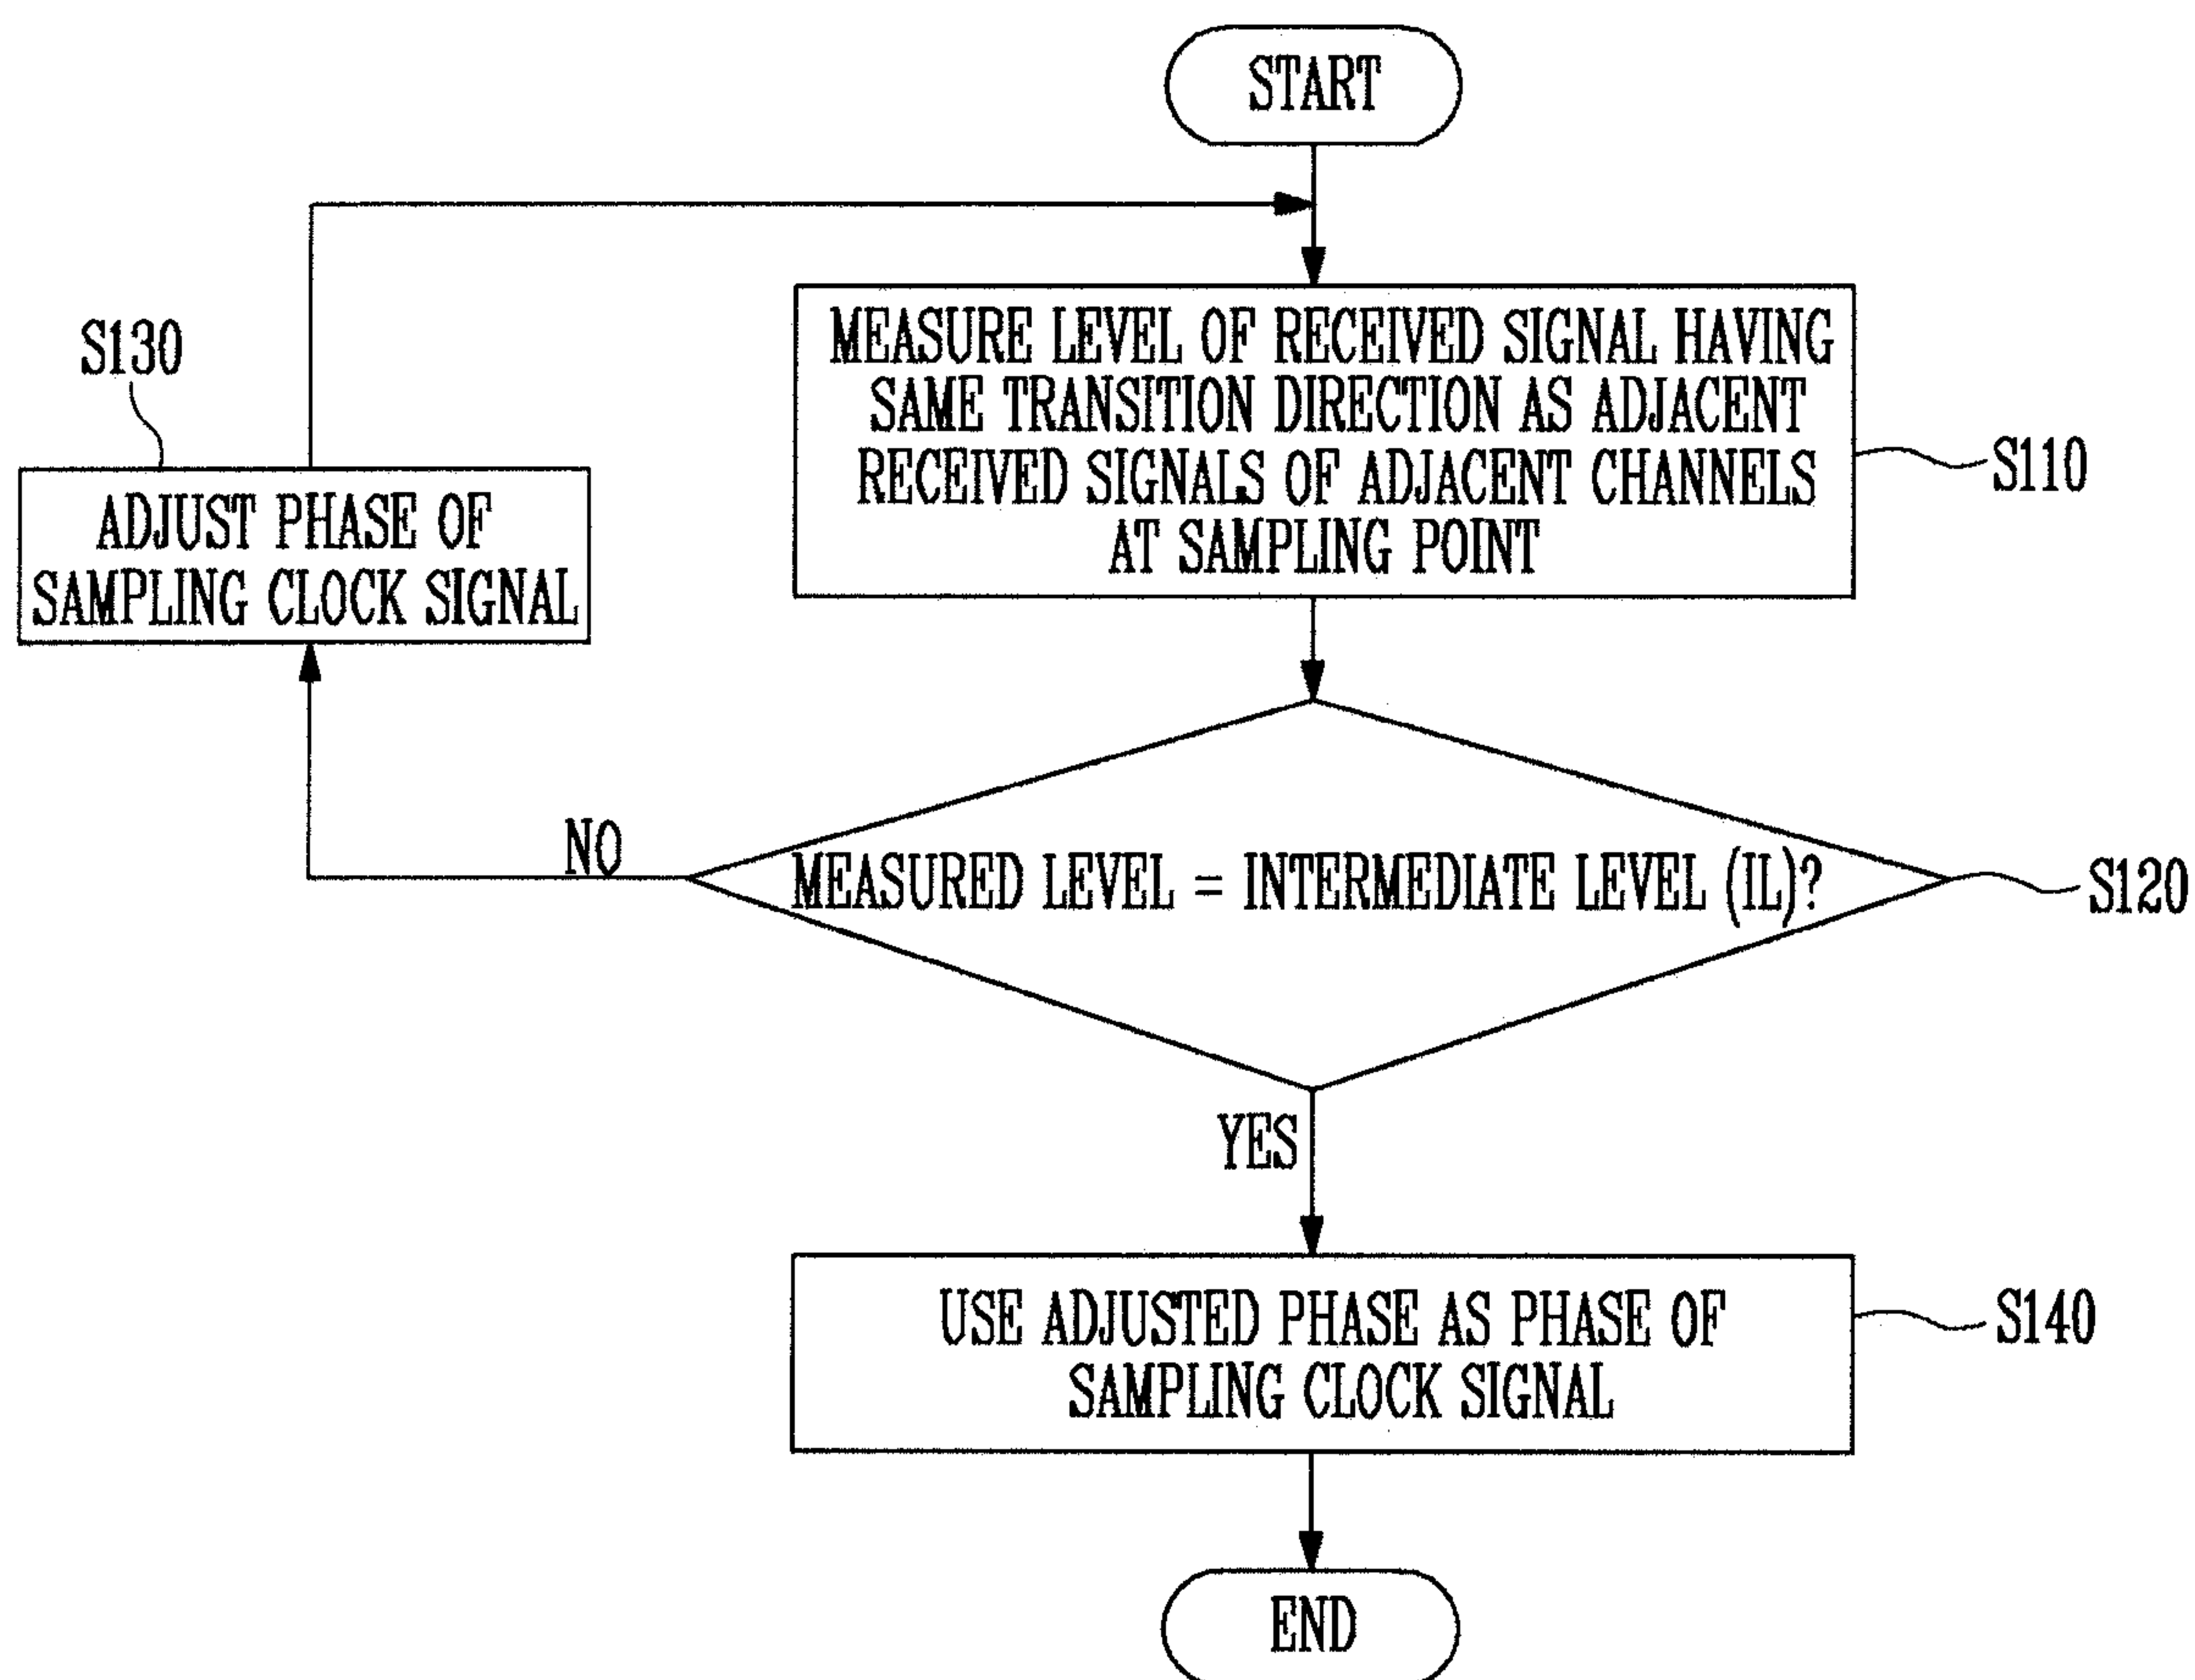 START
MEASURE LEVEL OF RECEIVED SIGNAL HAVING
SAME TRANSITION DIRECTION AS ADJACENT
RECEIVED SIGNALS OF ADJACENT CHANNELS
AT SAMPLING POINT
S110
S130
ADJUST PHASE OF
SAMPLING CLOCK SIGNAL
NO
MEASURED LEVEL = INTERMEDIATE LEVEL (IL)?
S120
YES
USE ADJUSTED PHASE AS PHASE OF
SAMPLING CLOCK SIGNAL
S140
END